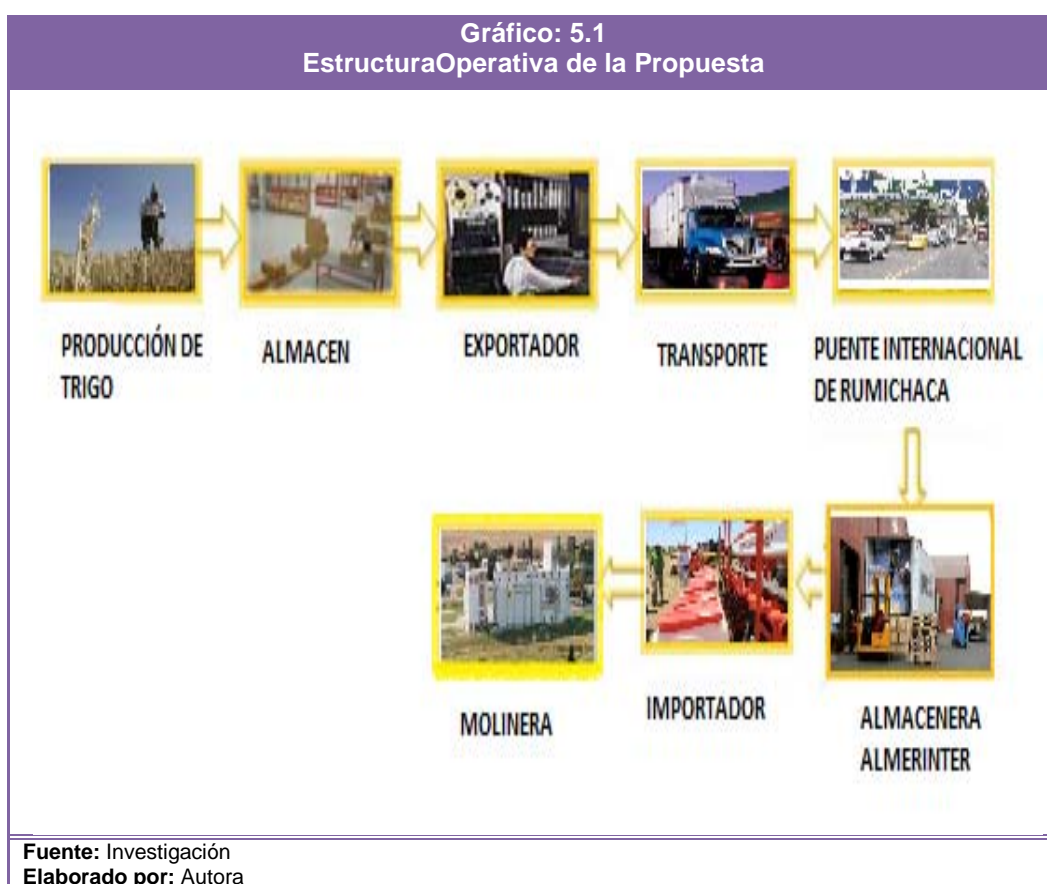 Gráfico: 5.1
EstructuraOperativa de la Propuesta
PRODUCCIÓN DE
TRIGO
ALMACEN
EXPORTADOR
TRANSPORTE
PUENTE INTERNACIONAL
DE RUMICHACA
MOLINERA
IMPORTADOR
ALMACENERA
ALMERINTER
Fuente: Investigación
Elaborado por: Autora